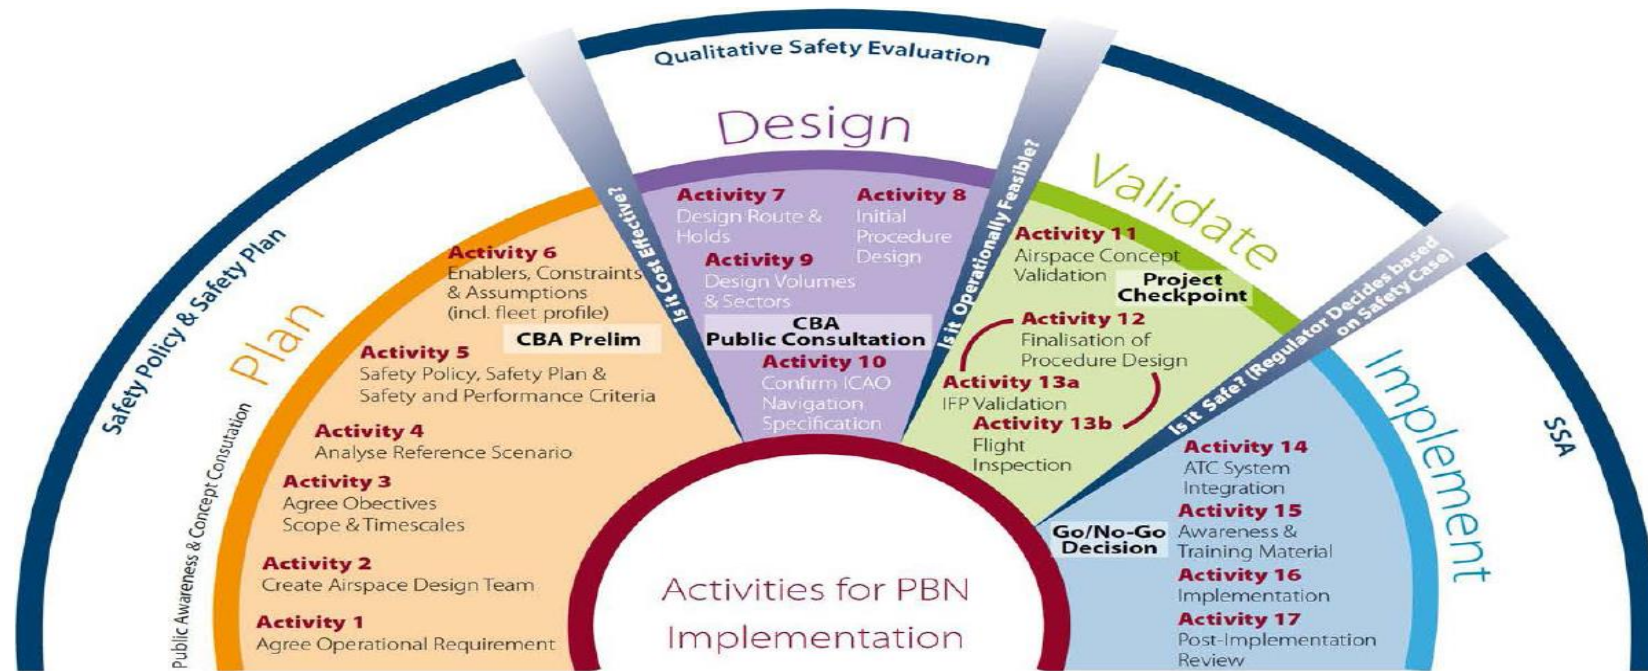 Safety Policy & Safety Plan
Public Awareness & Concept Consutation
Plan
Activity 1
Agree Operational Requirement
Activity 2
Create Airspace Design Team
Activity 3
Agree Obectives
Scope & Timescales
Activity 4
Analyse Reference Scenario
Activity 5
Safety Policy, Safety Plan &
Safety and Performance Criteria
Activity 6
Enablers, Constraints
& Assumptions
(incl. fleet profile)
CBA Prelim
Is it Cost Effective?
Qualitative Safety Evaluation
Design
Activity 7
Design Route &
Holds
Activity 8
Initial
Procedure
Design
Activity 9
Design Volumes
& Sectors
CBA
Public Consultation
Activity 10
Confirm ICAO
Navigation
Specification
Is it Operationally Feasible?
Validate
Activity 11
Airspace Concept
Validation
Project
Checkpoint
Activity 12
Finalisation of
Procedure Design
Activity 13a
IFP Validation
Activity 13b
Flight
Inspection
Is it Safe? (Regulator Decides based
on Safety Case)
Implement
SSA
Activity 14
ATC System
Integration
Go/No-Go
Decision
Activity 15
Awareness &
Training Material
Activity 16
Implementation
Activity 17
Post-Implementation
Review
Activities for PBN
Implementation